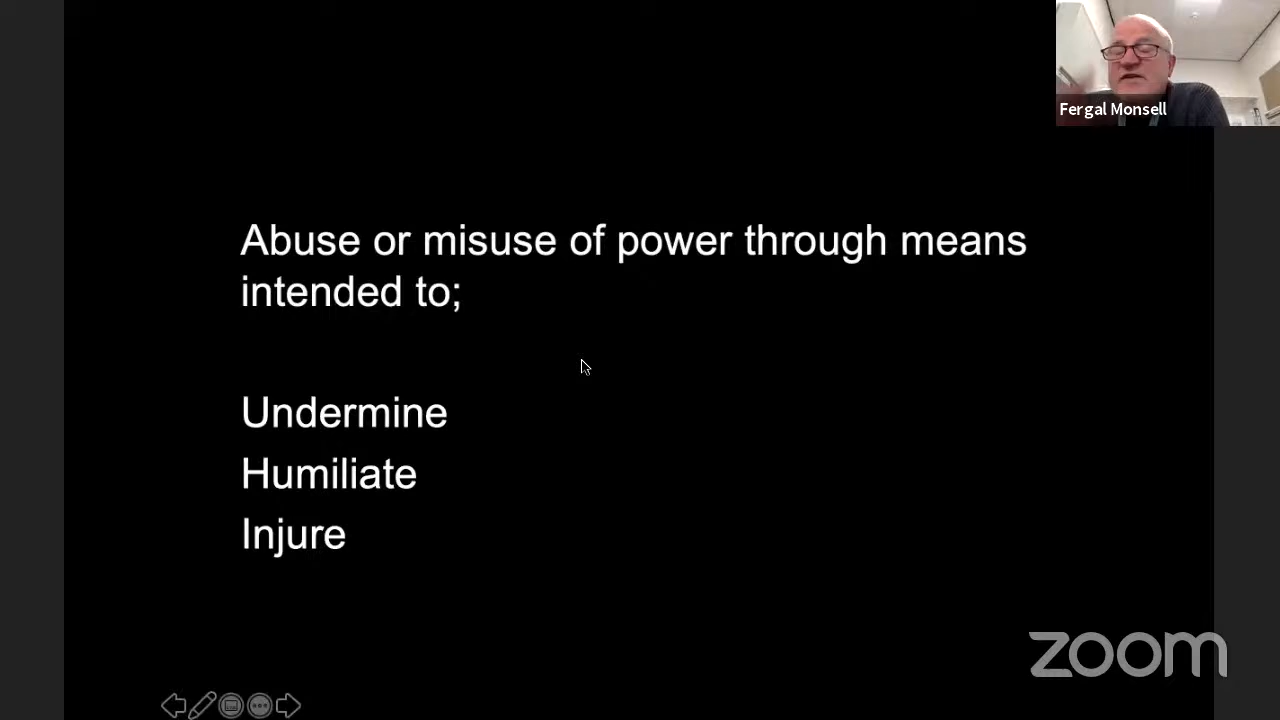 Fergal Monsell
Abuse or misuse of power through means
intended to;
Undermine
Humiliate
Injure
zoom